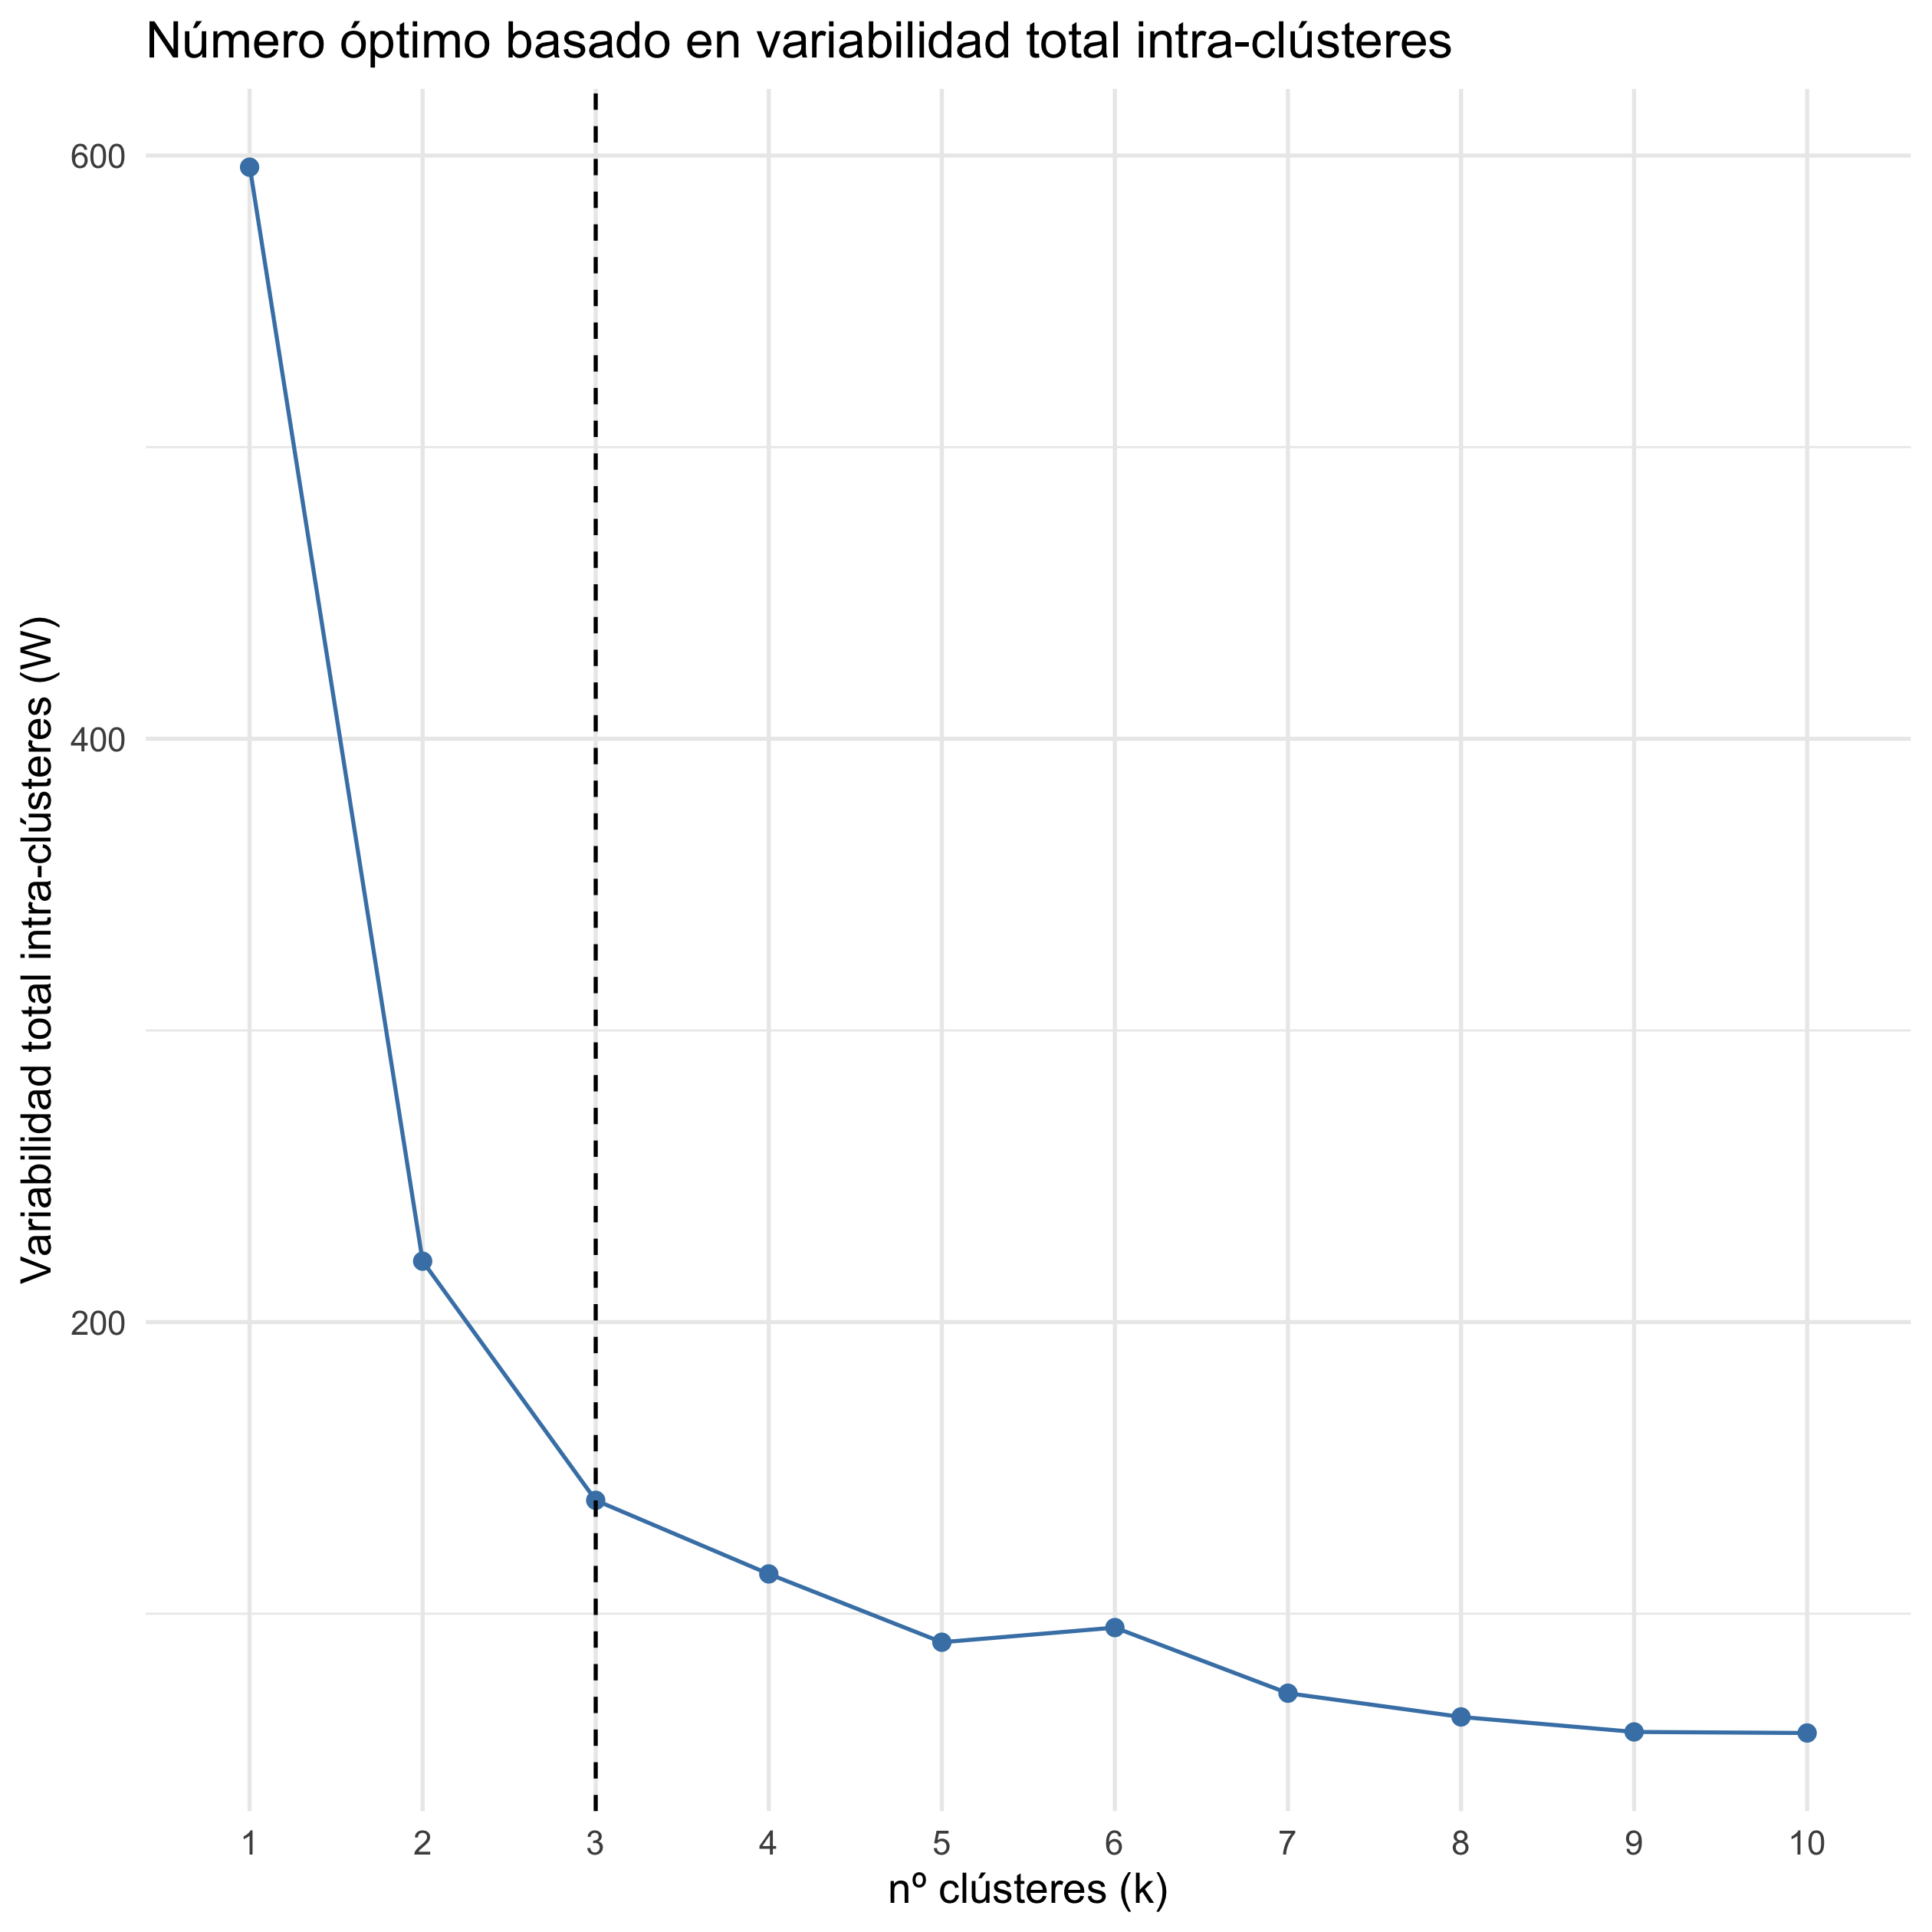 Número óptimo basado en variabilidad total intra-clústeres
Variabilidad total intra-clústeres (W)
600
400
200
1 2 3 4 5 6 7 8 9 10
nº clústeres (k)